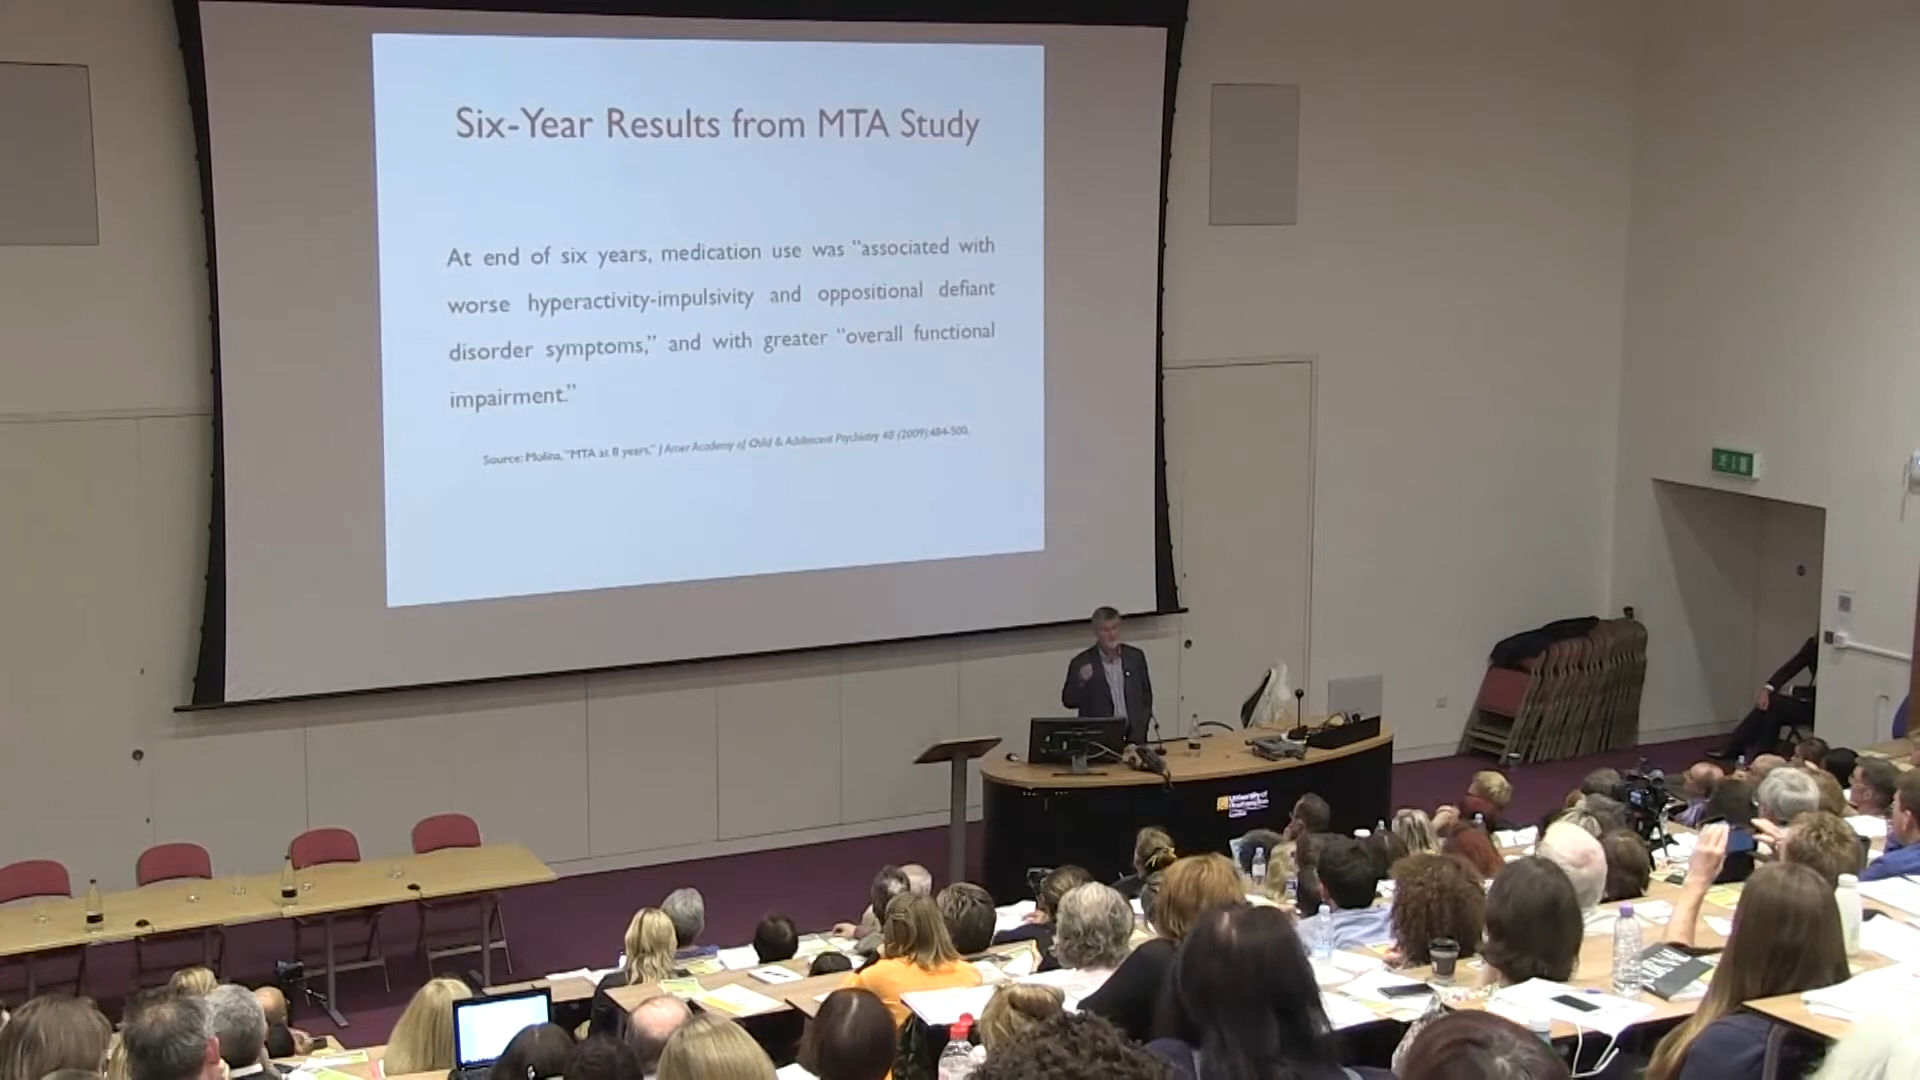 Six-Year Results from MTA Study
At end of six years, medication use was "associated with
worse hyperactivity-impulsivity and oppositional defiant
disorder symptoms," and with greater "overall functional
impairment."
Source: Molina, "MTA at 8 years," J Amer Academy of Child & Adolescent Psychiatry 48 (2009):484-500.
University of